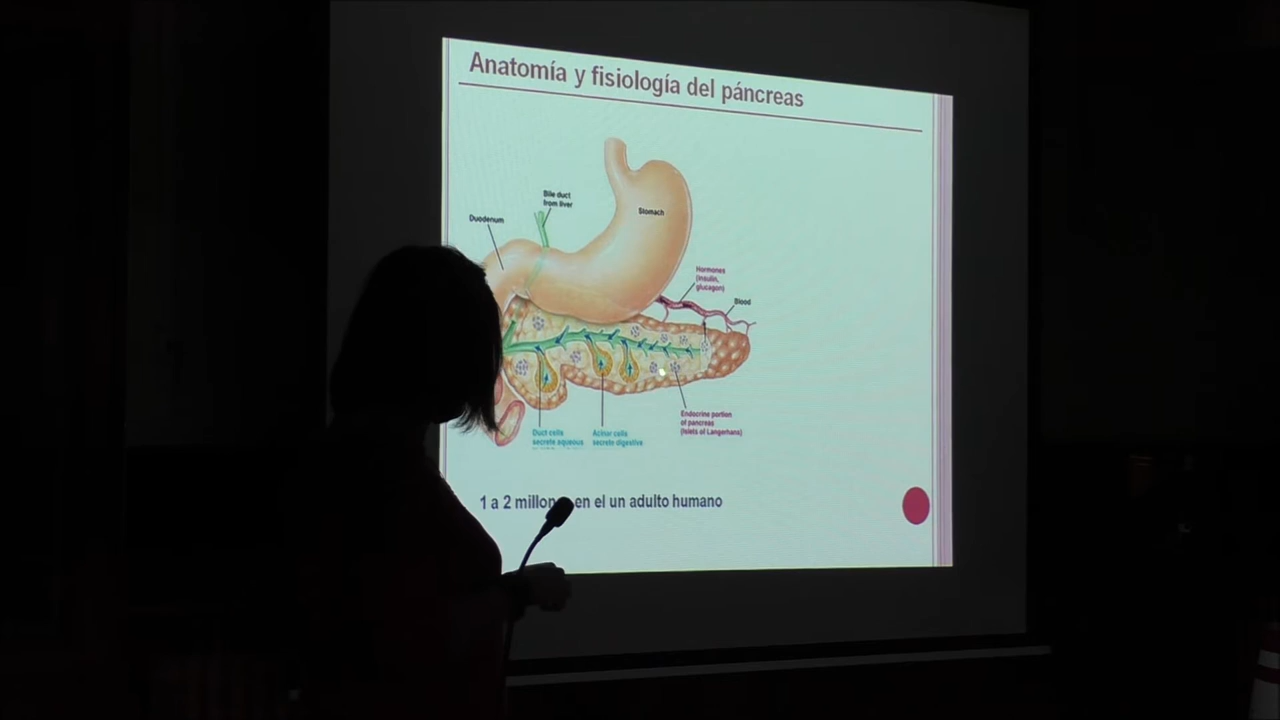 Anatomía y fisiología del páncreas
Bile duct
from liver
Duodenum
Stomach
Hormones
(insulin,
glucagon)
Blood
Endocrine portion
of pancreas
(Islets of Langerhans)
Duct cells
secrete aqueous
Acinar cells
secrete digestive
1 a 2 millon en el un adulto humano